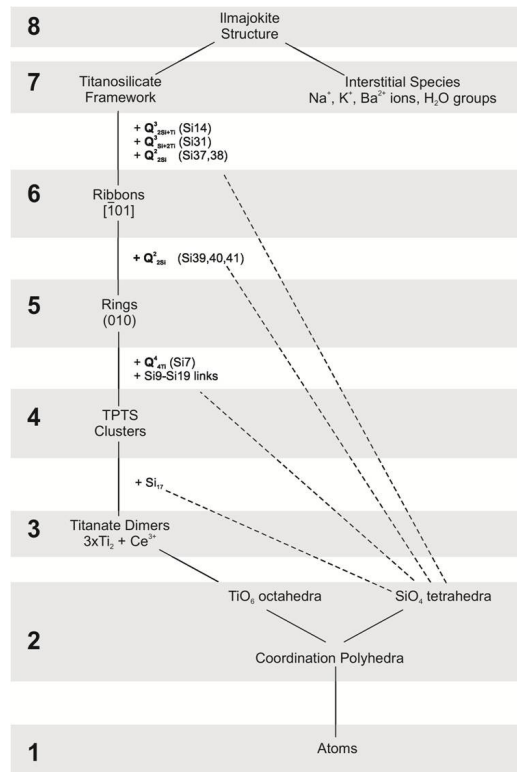 8
Ilmajokite
Structure
7
Titanosilicate
Framework
Interstitial Species
Na⁺, K⁺, Ba²⁺ ions, H₂O groups
+ Q³₂Si+Ti (Si14)
+ Q³Si+2Ti (Si31)
+ Q²₂Si (Si37,38)
6
Ribbons
[1̄01]
+ Q²₂Si (Si39,40,41)
5
Rings
(010)
+ Q⁴₄Ti (Si7)
+ Si9-Si19 links
4
TPTS
Clusters
+ Si₁₇
3
Titanate Dimers
3xTi₂ + Ce³⁺
TiO₆ octahedra
SiO₄ tetrahedra
2
Coordination Polyhedra
1
Atoms